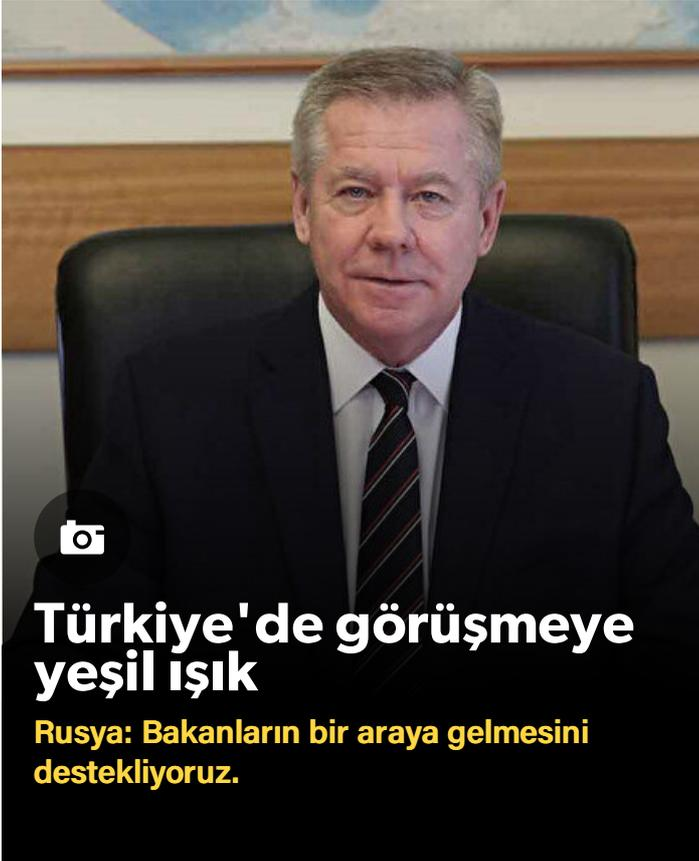 Türkiye'de görüşmeye
yeşil ışık
Rusya: Bakanların bir araya gelmesini
destekliyoruz.